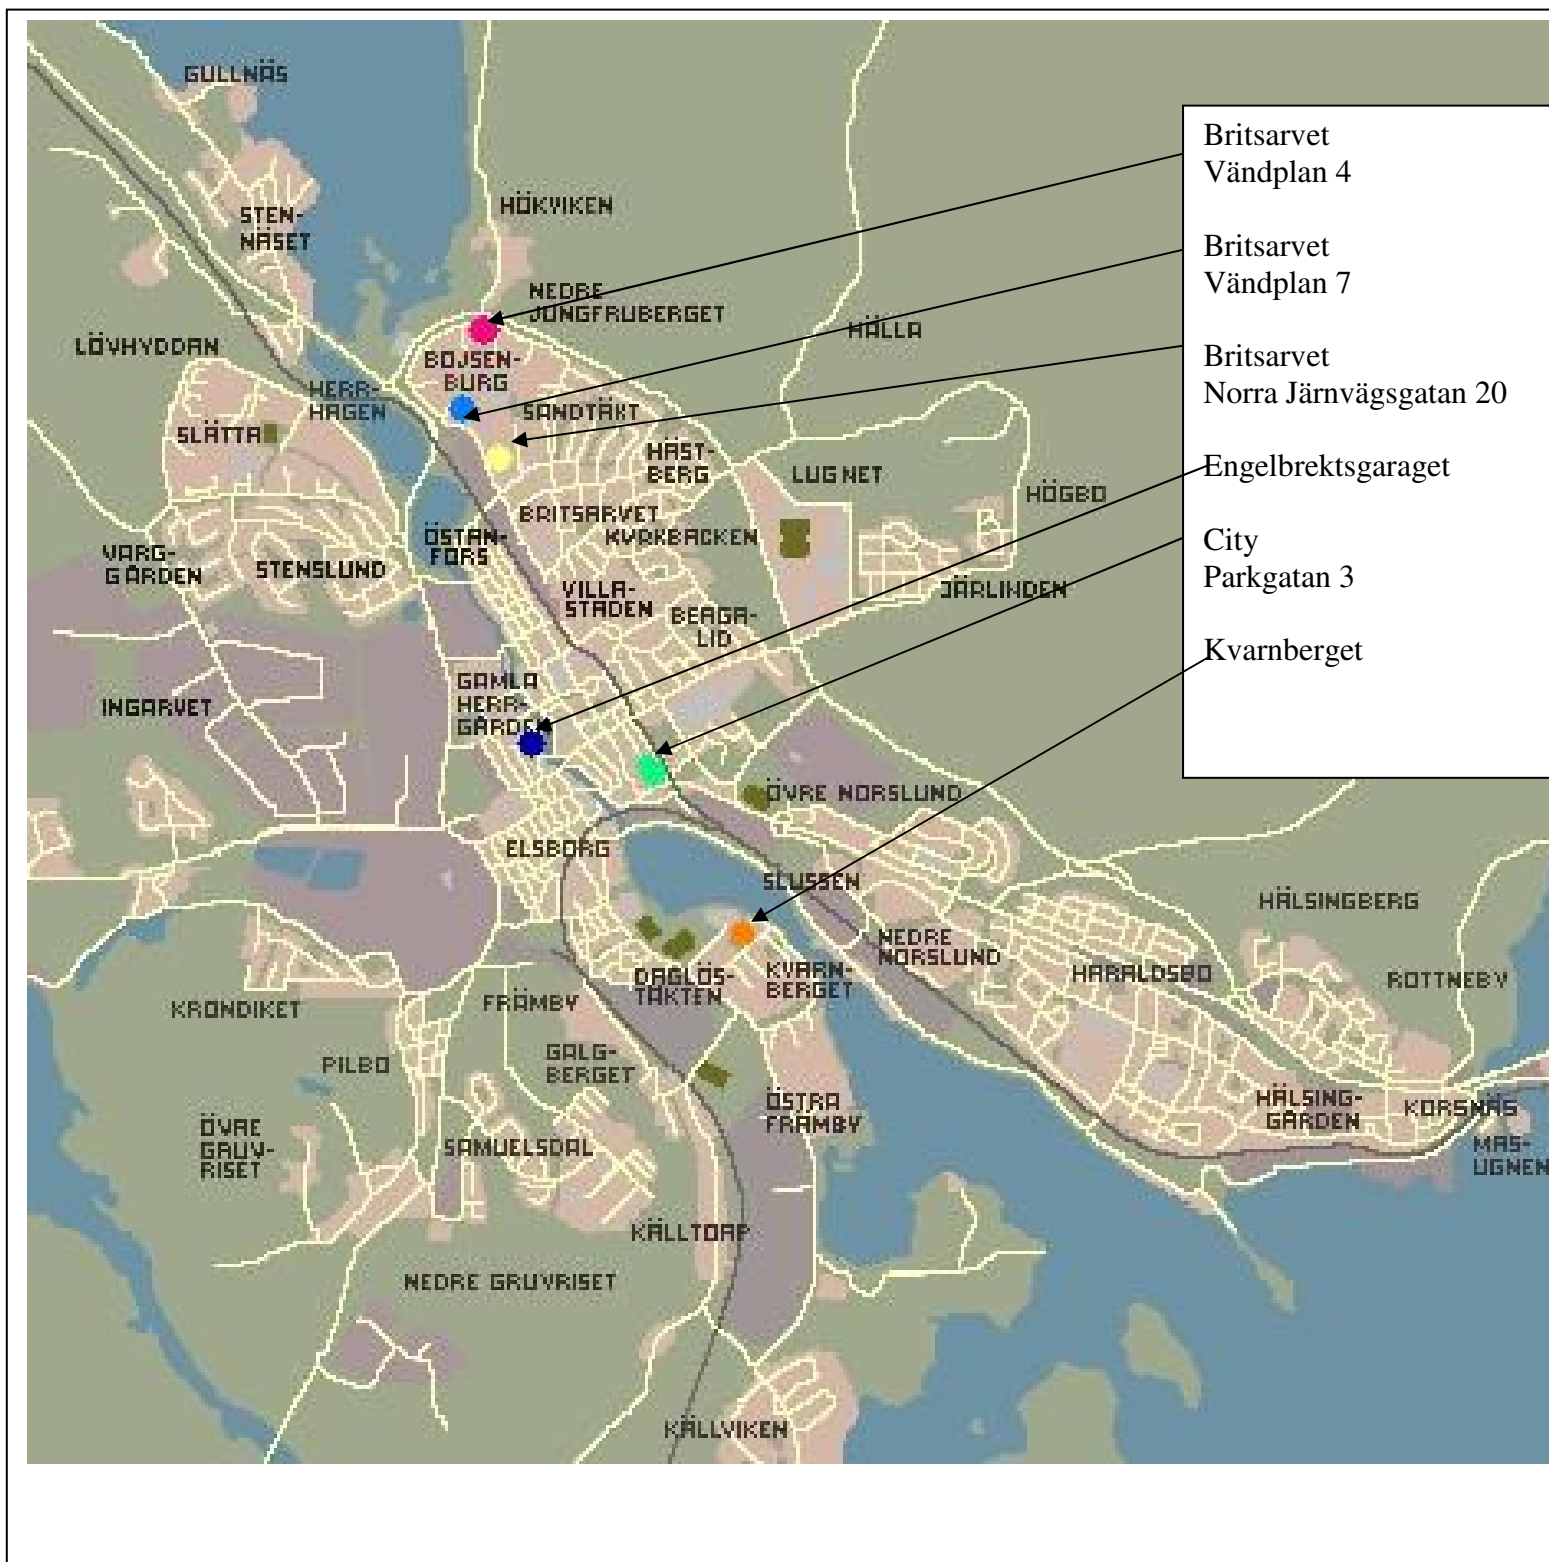 GULLNÄS
STEN-
NÄSET
HÖKVIKEN
NEDRE
JUNGFRUBERGET
LÖVHYDDAN
HÄLLA
BOJSEN-
BURG
HERR-
HAGEN
SANDTÄKT
SLÄTTA
HÄST-
BERG
LUGNET
HÖGBO
BRITSARVET
KVRKBACKEN
ÖSTAN-
FORS
VARG-
GÅRDEN
STENSLUND
VILLA-
STADEN
JÄRLINDEN
BERGA-
LID
GAMLA
HERR-
GÅRDEN
INGARVET
ÖVRE NORSLUND
ELSBORG
SLUSSEN
HÄLSINGBERG
NEDRE
NORSLUND
DAGLÖS-
TÄKTEN
KVARN-
BERGET
HARALDSBO
ROTTNEBY
KRONDIKET
FRÄMBY
PILBO
GALG-
BERGET
ÖSTRA
FRÄMBY
HÄLSING-
GÅRDEN
KORSNÄS
ÖVRE
GRUV-
RISET
SAMUELSDAL
MAS-
UGNEN
KÄLLTORP
NEDRE GRUVRISET
KÄLLVIKEN
Britsarvet
Vändplan 4
Britsarvet
Vändplan 7
Britsarvet
Norra Järnvägsgatan 20
Engelbrektsgaraget
City
Parkgatan 3
Kvarnberget